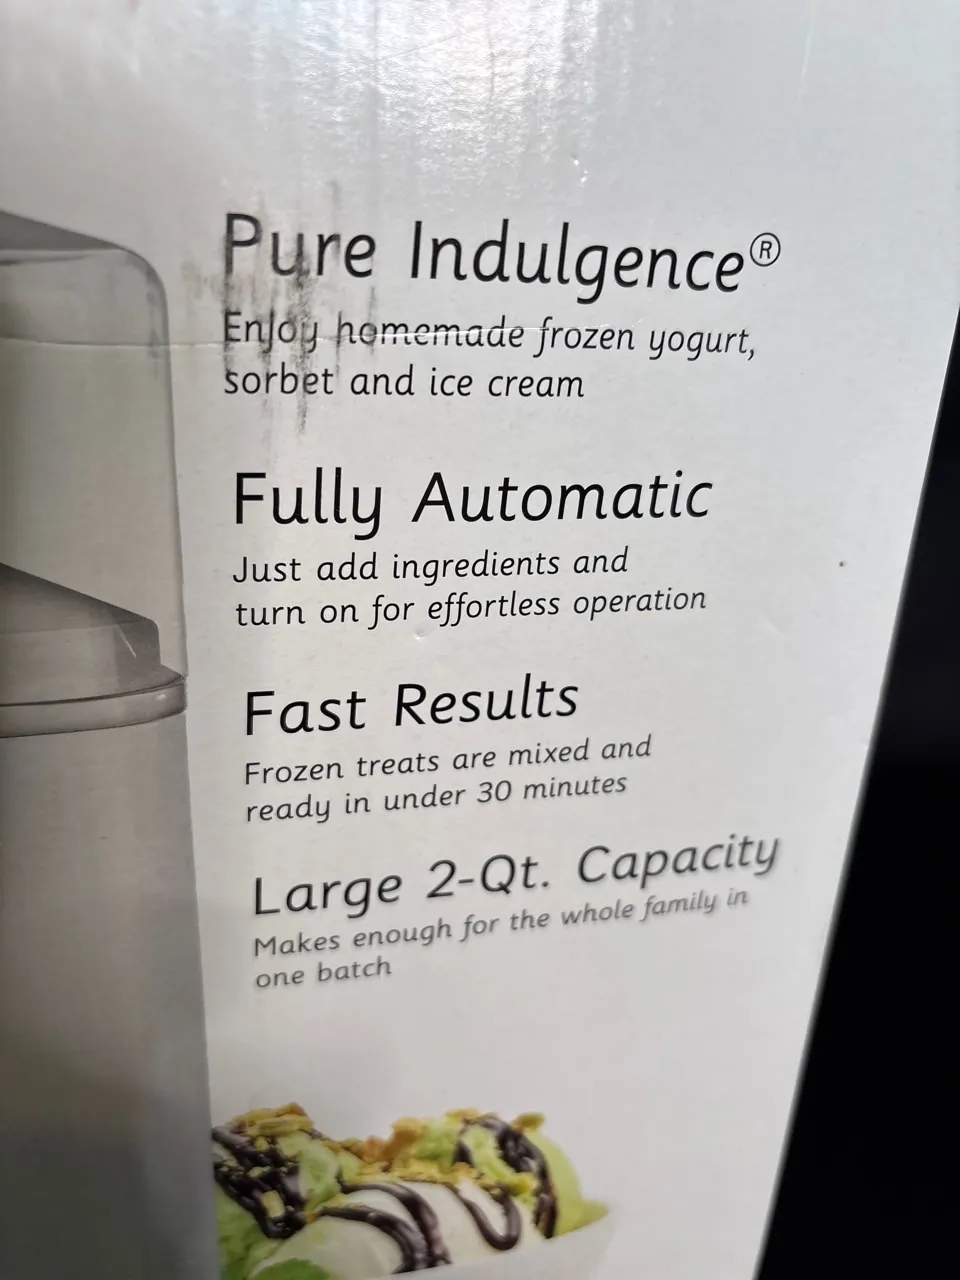 Pure Indulgence®
Enjoy homemade frozen yogurt,
sorbet and ice cream
Fully Automatic
Just add ingredients and
turn on for effortless operation
Fast Results
Frozen treats are mixed and
ready in under 30 minutes
Large 2-Qt. Capacity
Makes enough for the whole family in
one batch